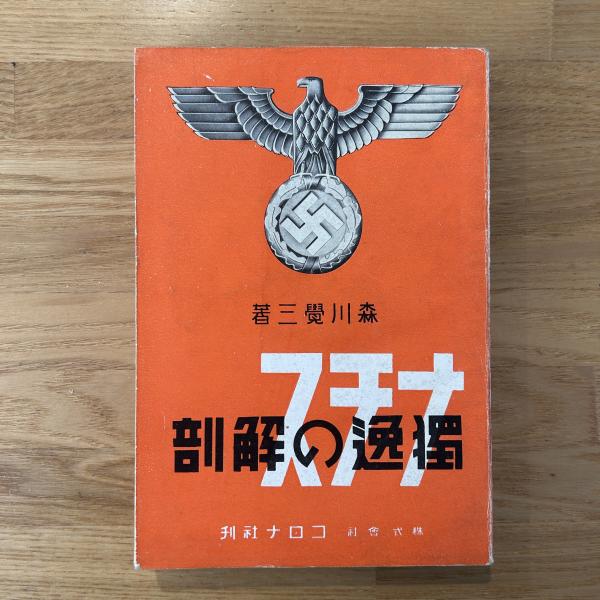 森川覺三著
ナチス
獨逸の解剖
株式會社 コロナ社刊